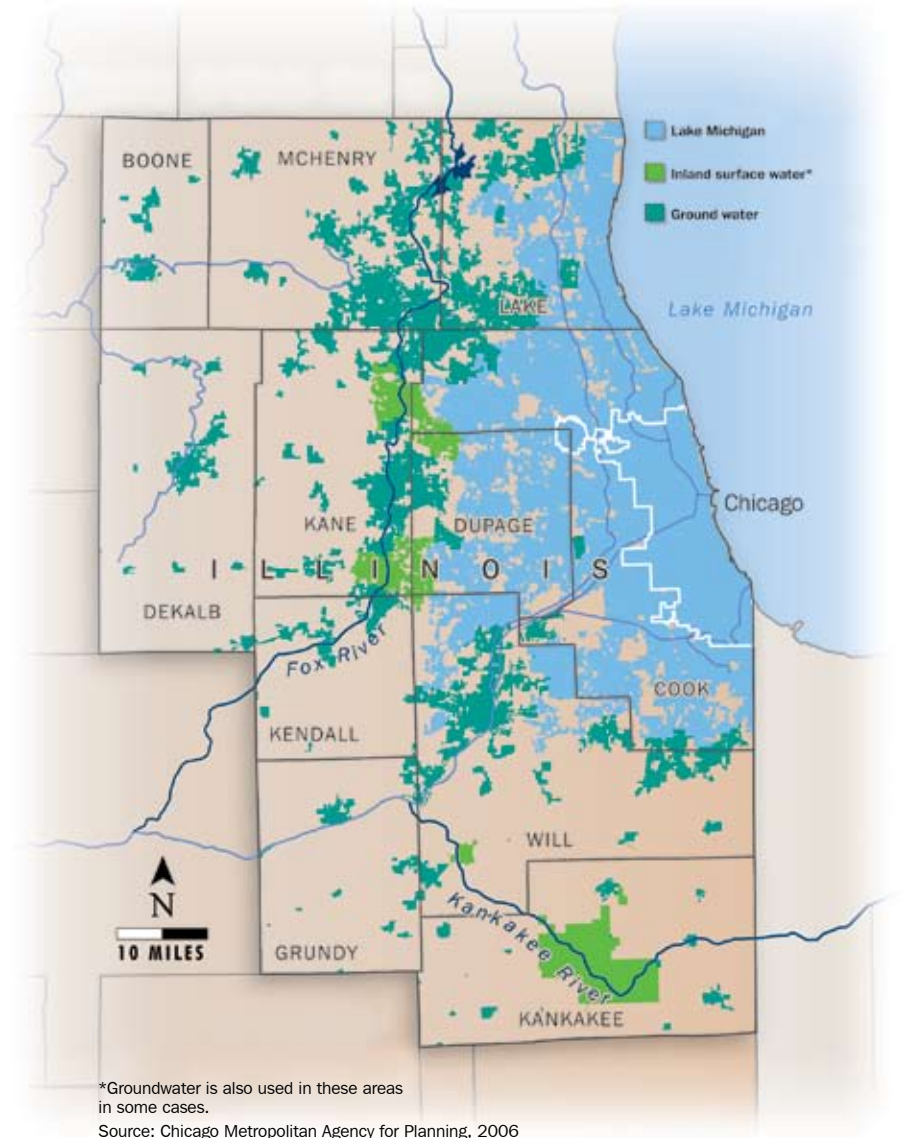 Lake Michigan
Inland surface water*
Ground water
BOONE
MCHENRY
LAKE
Lake Michigan
Chicago
KANE
DUPAGE
ILLINOIS
DEKALB
Fox River
COOK
KENDALL
WILL
N
10 MILES
Kankakee River
GRUNDY
KANKAKEE
*Groundwater is also used in these areas
in some cases.
Source: Chicago Metropolitan Agency for Planning, 2006